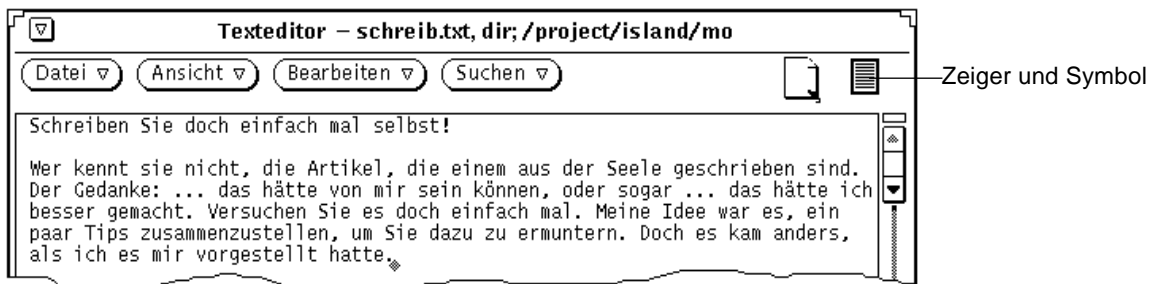 Texteditor – schreib.txt, dir; /project/island/mo
Datei Ansicht Bearbeiten Suchen
Zeiger und Symbol
Schreiben Sie doch einfach mal selbst!
Wer kennt sie nicht, die Artikel, die einem aus der Seele geschrieben sind.
Der Gedanke: ... das hätte von mir sein können, oder sogar ... das hätte ich
besser gemacht. Versuchen Sie es doch einfach mal. Meine Idee war es, ein
paar Tips zusammenzustellen, um Sie dazu zu ermuntern. Doch es kam anders,
als ich es mir vorgestellt hatte.